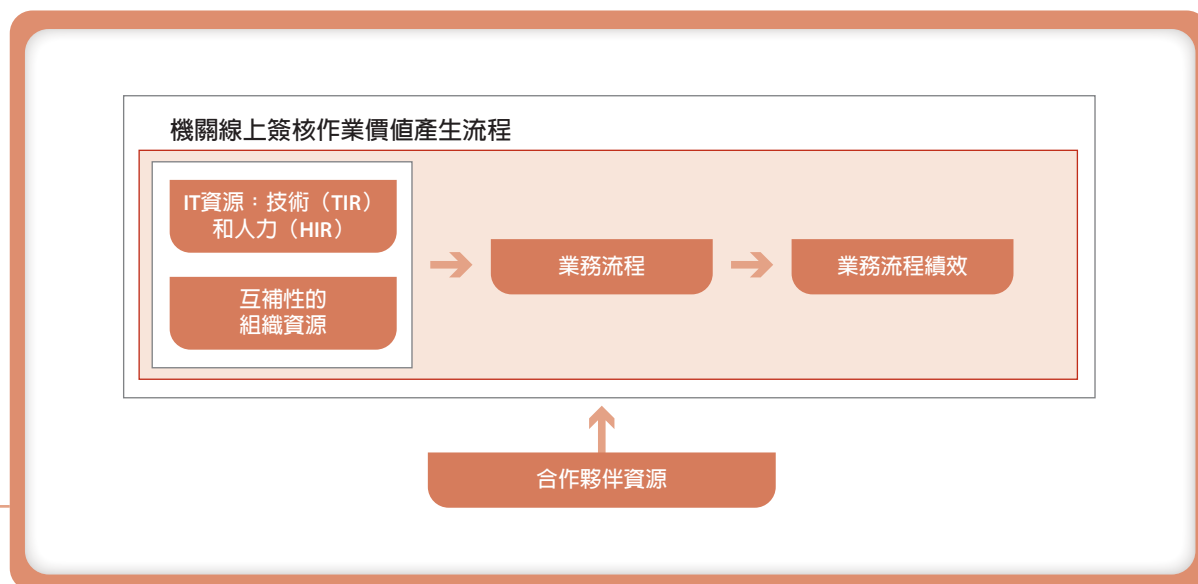 機關線上簽核作業價值產生流程
IT資源：技術（TIR）
和人力（HIR）
互補性的
組織資源
業務流程
業務流程績效
合作夥伴資源